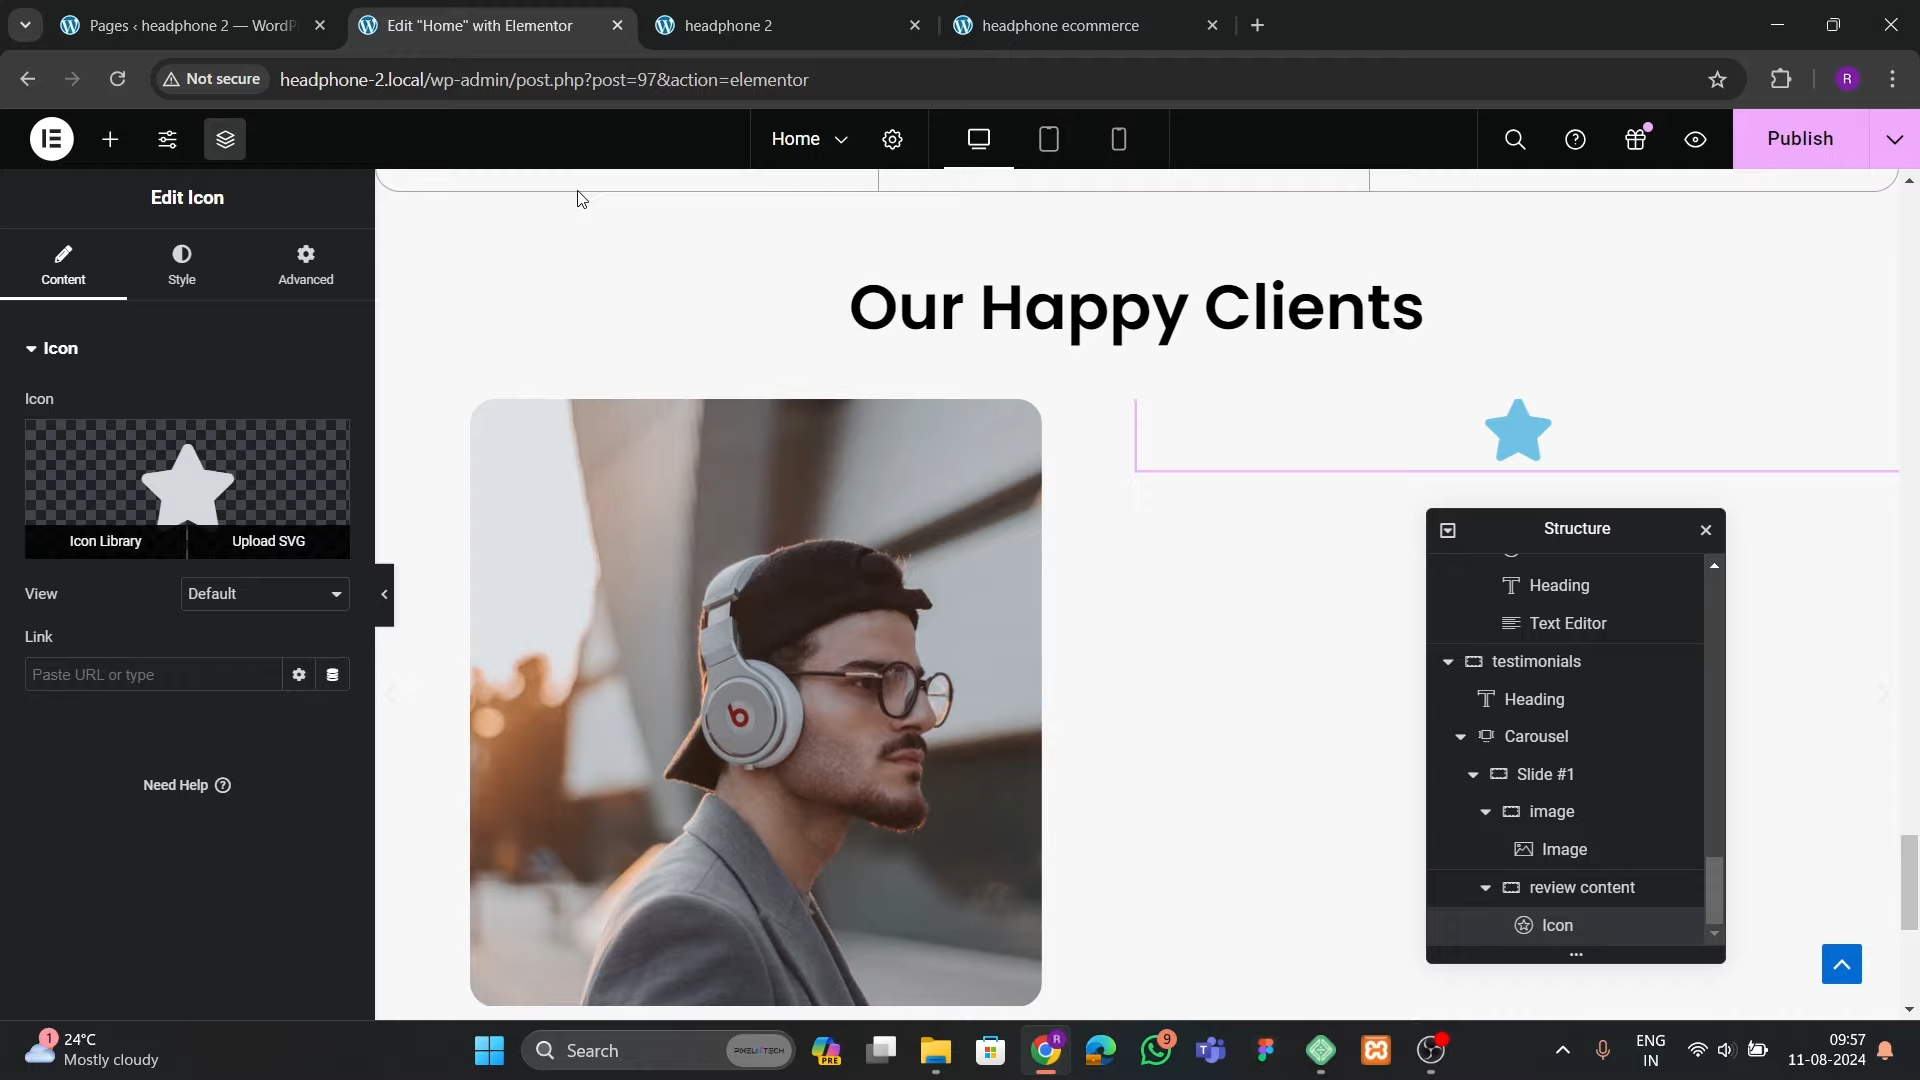 Pages ‹ headphone 2 — WordP
Edit "Home" with Elementor
headphone 2
headphone ecommerce
Not secure
headphone-2.local/wp-admin/post.php?post=97&action=elementor
R
Home
Publish
Edit Icon
Content
Style
Advanced
Icon
Icon
Icon Library
Upload SVG
View
Default
Link
Paste URL or type
Need Help
Our Happy Clients
b
Structure
Heading
Text Editor
testimonials
Heading
Carousel
Slide #1
image
Image
review content
Icon
1
24°C
Mostly cloudy
Search
PRE
R
9
ENG
IN
09:57
11-08-2024